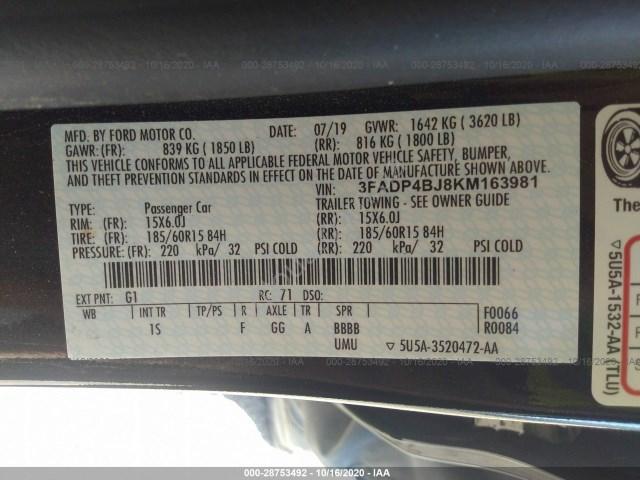 000-28753492 - 10/16/2020 - IAA
MFD. BY FORD MOTOR CO. DATE: 07/19 GVWR: 1642 KG ( 3620 LB)
GAWR:(FR): 839 KG ( 1850 LB) (RR): 816 KG ( 1800 LB)
THIS VEHICLE CONFORMS TO ALL APPLICABLE FEDERAL MOTOR VEHICLE SAFETY, BUMPER,
AND THEFT PREVENTION STANDARDS IN EFFECT ON THE DATE OF MANUFACTURE SHOWN ABOVE.
VIN: 3FADP4BJ8KM163981
TYPE: Passenger Car TRAILER TOWING - SEE OWNER GUIDE
RIM: (FR): 15X6.0J (RR): 15X6.0J
TIRE: (FR): 185/60R15 84H (RR): 185/60R15 84H
PRESSURE:(FR): 220 kPa/ 32 PSI COLD (RR): 220 kPa/ 32 PSI COLD
EXT PNT: G1 RC: 71 DSO:
WB INT TR TP/PS R AXLE TR SPR
1S F GG A BBBB
UMU
F0066
R0084
▽ 5U5A-3520472-AA
The
▽5U5A-1532-AA (TLU)
000-28753492 - 10/16/2020 - IAA